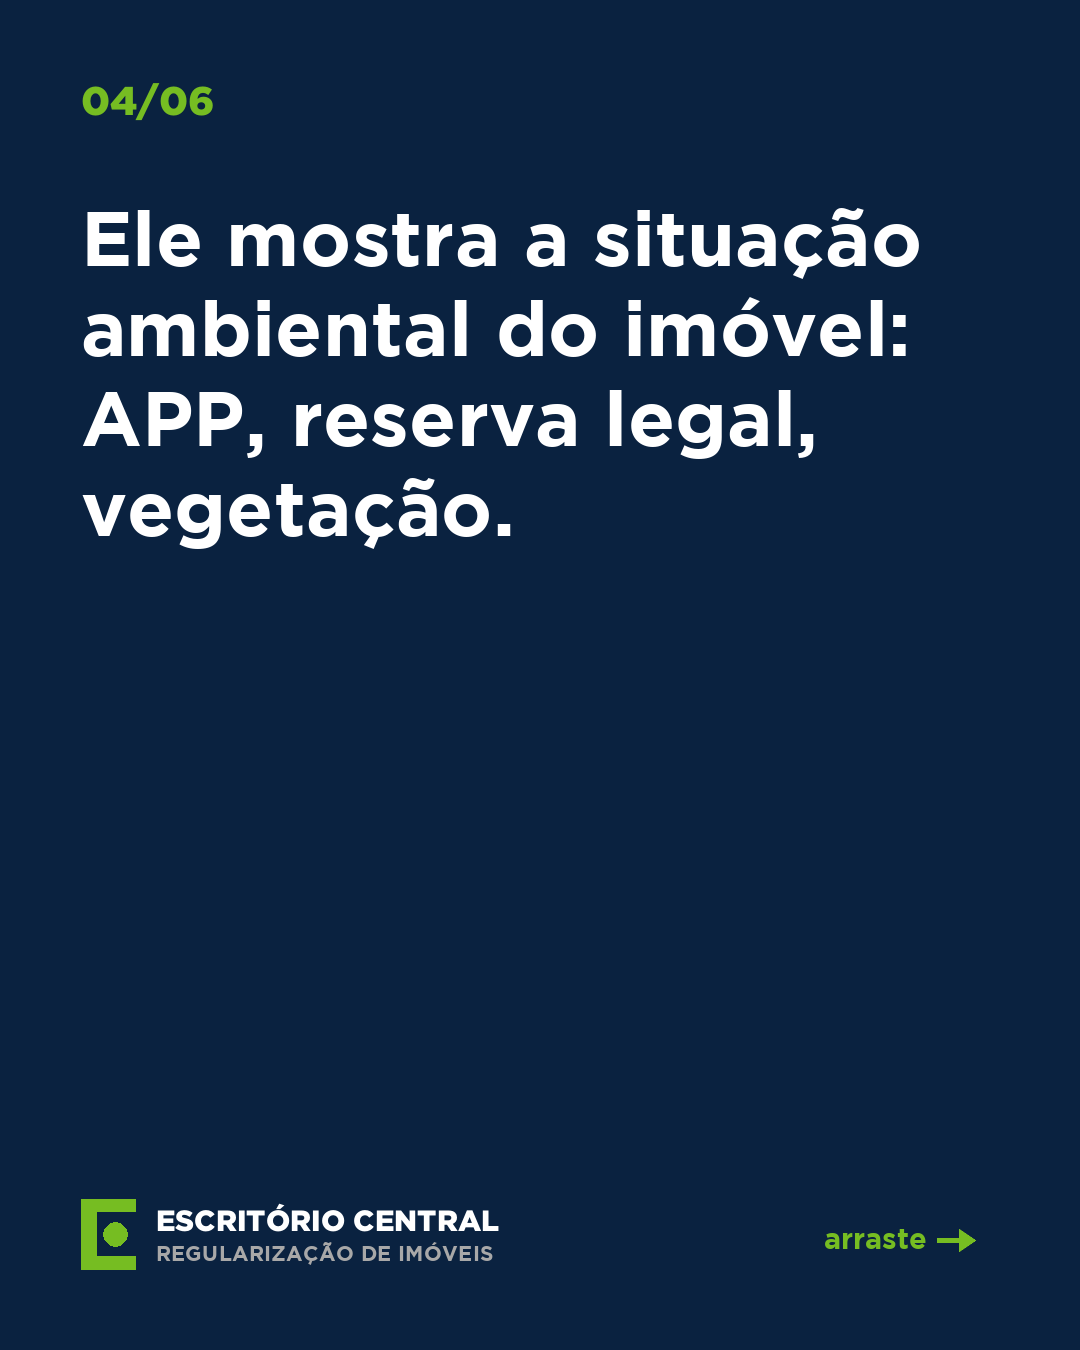 04/06
Ele mostra a situação
ambiental do imóvel:
APP, reserva legal,
vegetação.
ESCRITÓRIO CENTRAL
REGULARIZAÇÃO DE IMÓVEIS
arraste